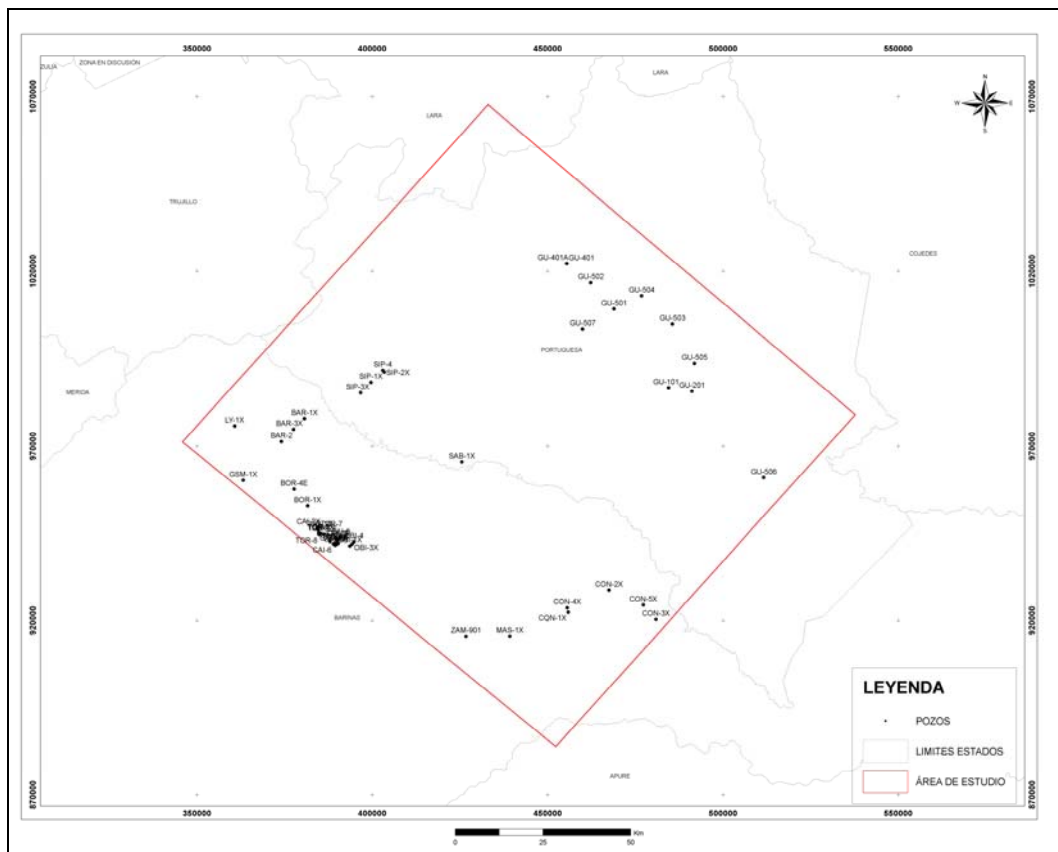 350000 400000 450000 500000 550000
ZULIA ZONA EN DISCUSIÓN
LARA
N
W E
S
1070000 1070000
LARA
TRUJILLO
COJEDES
GU-401A GU-401
1020000 1020000
GU-502
GU-504
GU-501
GU-503
GU-507
PORTUGUESA
GU-505
SIP-4
SIP-2X
SIP-1X
SIP-3X
GU-101
GU-201
MERIDA
BAR-1X
LY-1X
BAR-3X
BAR-2
970000 970000
SAB-1X
GSM-1X
GU-506
BOR-4E
BOR-1X
TOR-8
CAI-6
OBI-3X
CON-2X
CON-4X
CON-5X
CON-1X
CON-3X
920000 920000
BARINAS
ZAM-901
MAS-1X
LEYENDA
POZOS
LIMITES ESTADOS
ÁREA DE ESTUDIO
APURE
870000 870000
350000 400000 450000 500000 550000
Km
0 25 50